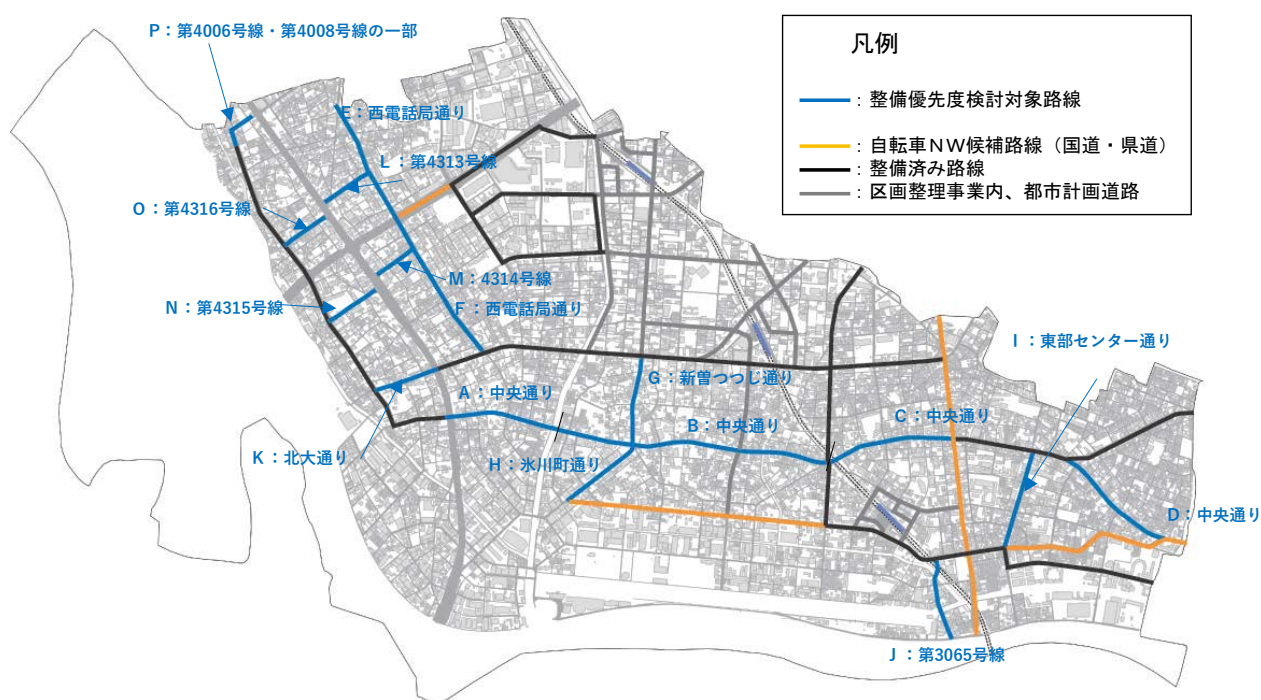 P：第4006号線・第4008号線の一部
凡例
：整備優先度検討対象路線
：自転車ＮＷ候補路線（国道・県道）
：整備済み路線
：区画整理事業内、都市計画道路
E：西電話局通り
L：第4313号線
O：第4316号線
M：4314号線
N：第4315号線
F：西電話局通り
I：東部センター通り
G：新曽つつじ通り
A：中央通り
C：中央通り
B：中央通り
K：北大通り
H：氷川町通り
D：中央通り
J：第3065号線